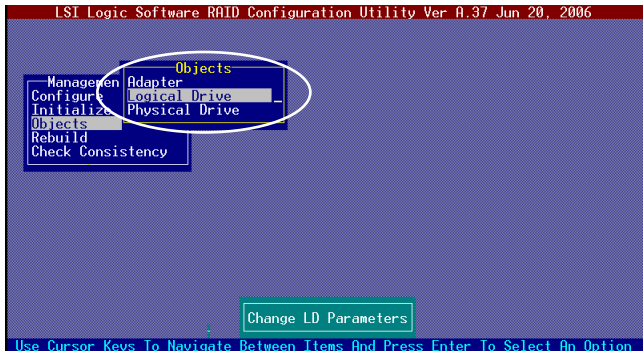 LSI Logic Software RAID Configuration Utility Ver A.37 Jun 20, 2006
Objects
Adapter
Logical Drive
Physical Drive
Managemen
Configure
Initialize
Objects
Rebuild
Check Consistency
Change LD Parameters
Use Cursor Keys To Navigate Between Items And Press Enter To Select An Option